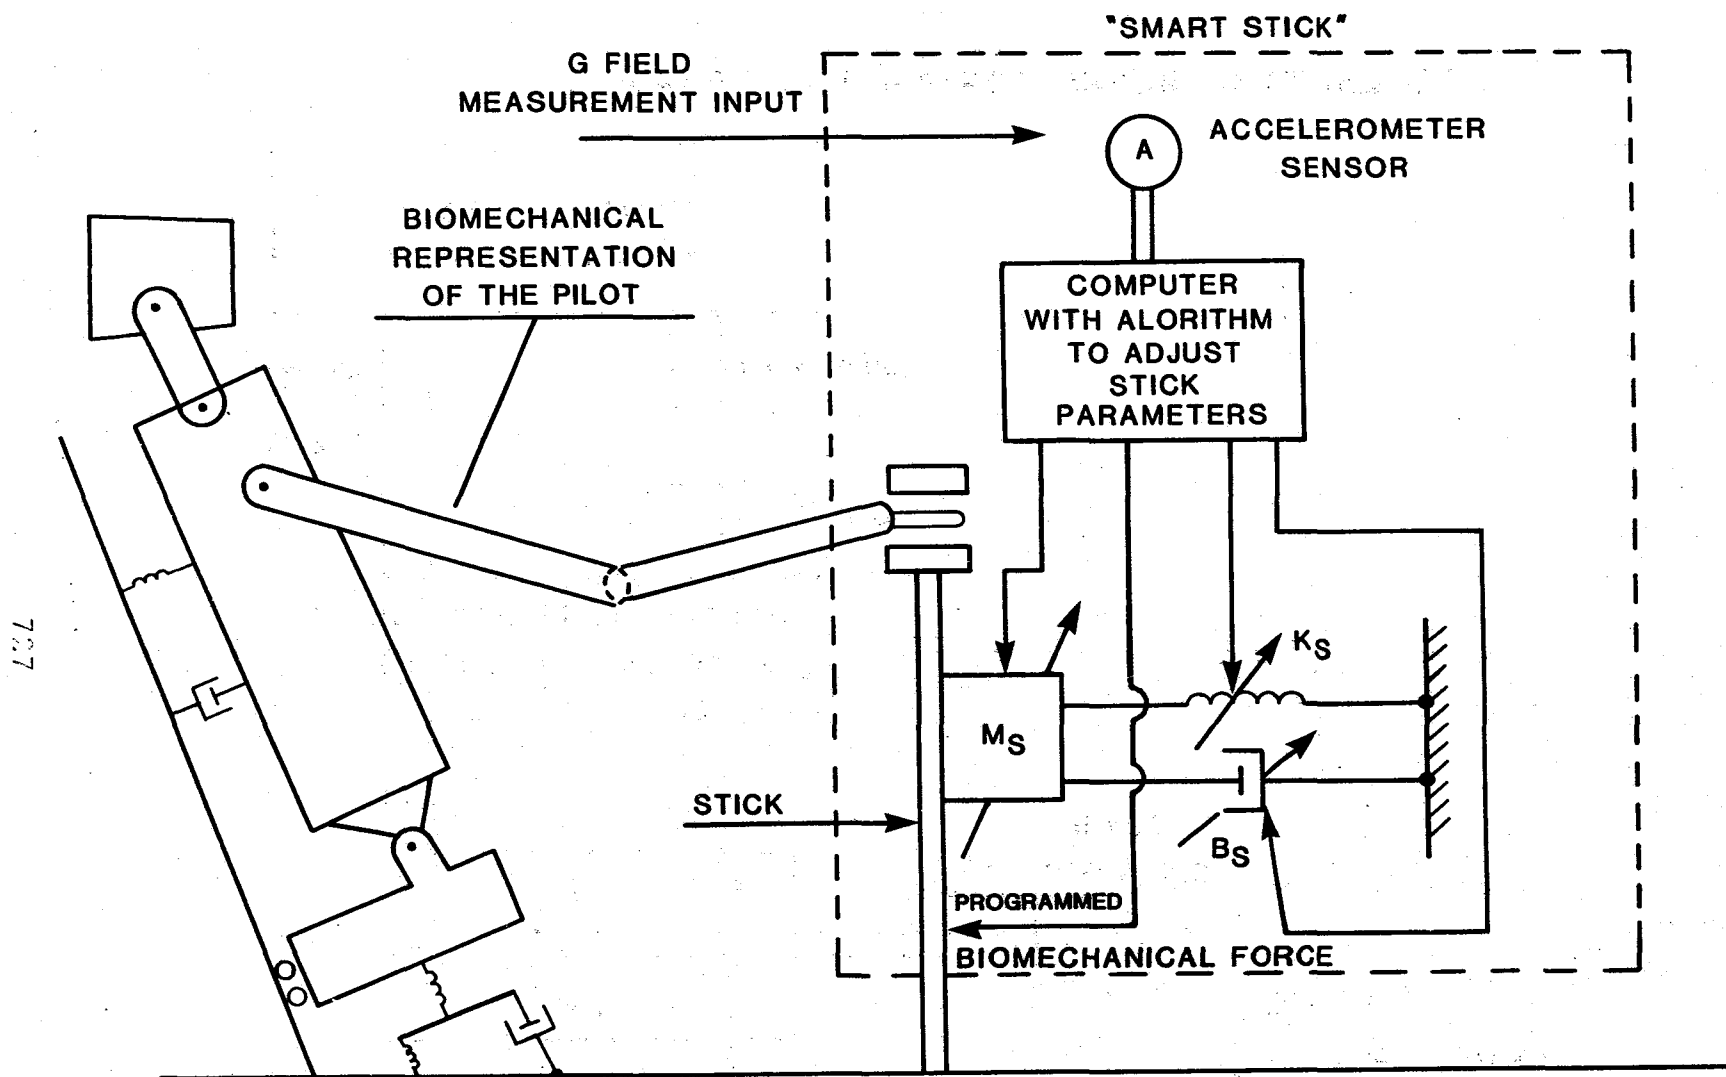 "SMART STICK"
G FIELD
MEASUREMENT INPUT
A
ACCELEROMETER
SENSOR
BIOMECHANICAL
REPRESENTATION
OF THE PILOT
COMPUTER
WITH ALORITHM
TO ADJUST
STICK
PARAMETERS
KS
MS
STICK
BS
PROGRAMMED
BIOMECHANICAL FORCE